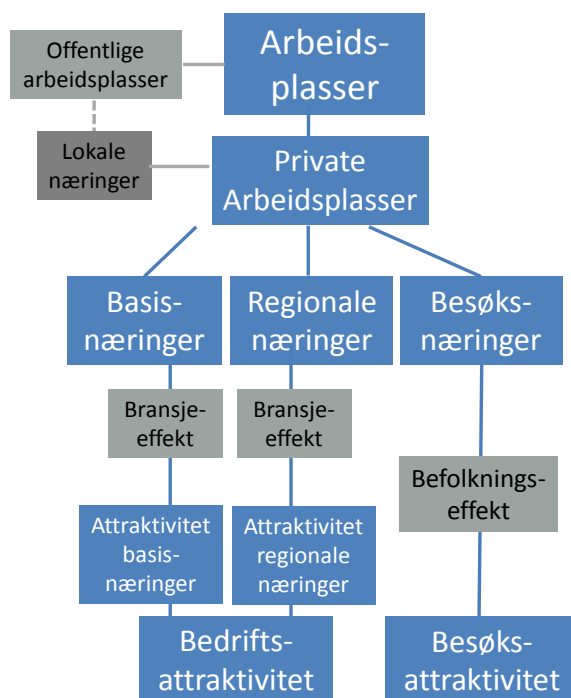 Offentlige
arbeidsplasser
Arbeids-
plasser
Lokale
næringer
Private
Arbeidsplasser
Basis-
næringer
Regionale
næringer
Besøks-
næringer
Bransje-
effekt
Bransje-
effekt
Befolknings-
effekt
Attraktivitet
basis-
næringer
Attraktivitet
regionale
næringer
Bedrifts-
attraktivitet
Besøks-
attraktivitet